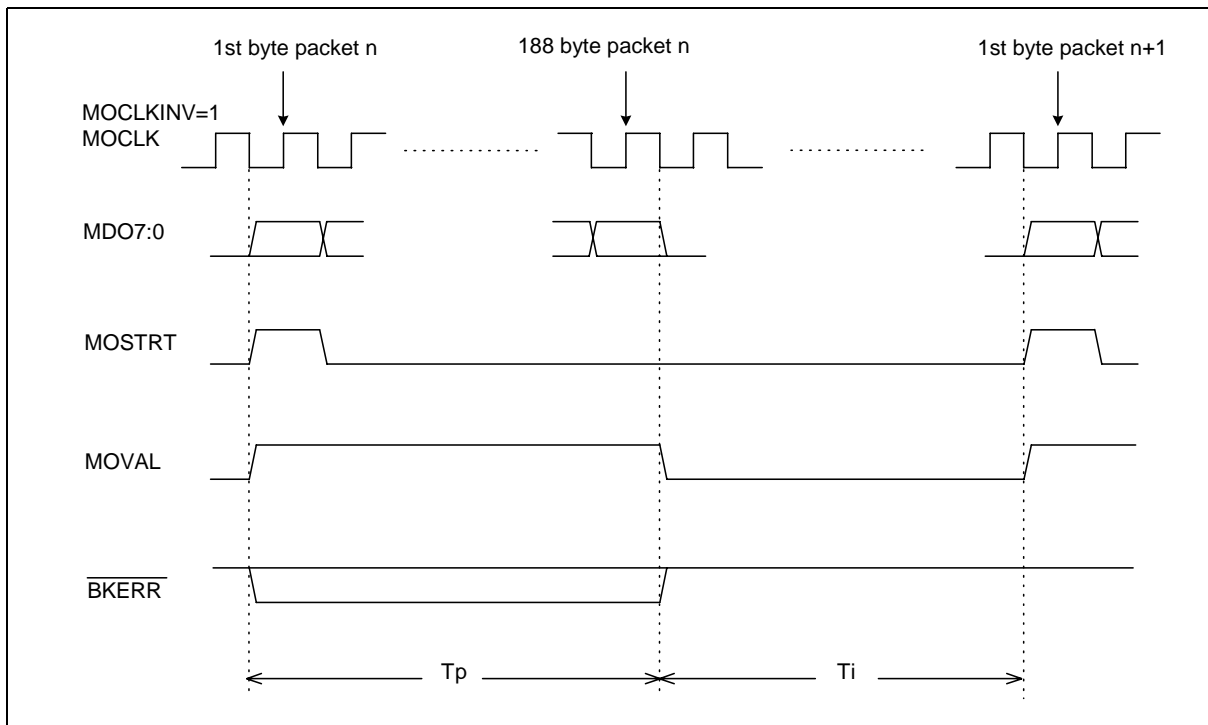 1st byte packet n
188 byte packet n
1st byte packet n+1
MOCLKINV=1
MOCLK
MDO7:0
MOSTRT
MOVAL
BKERR
Tp
Ti